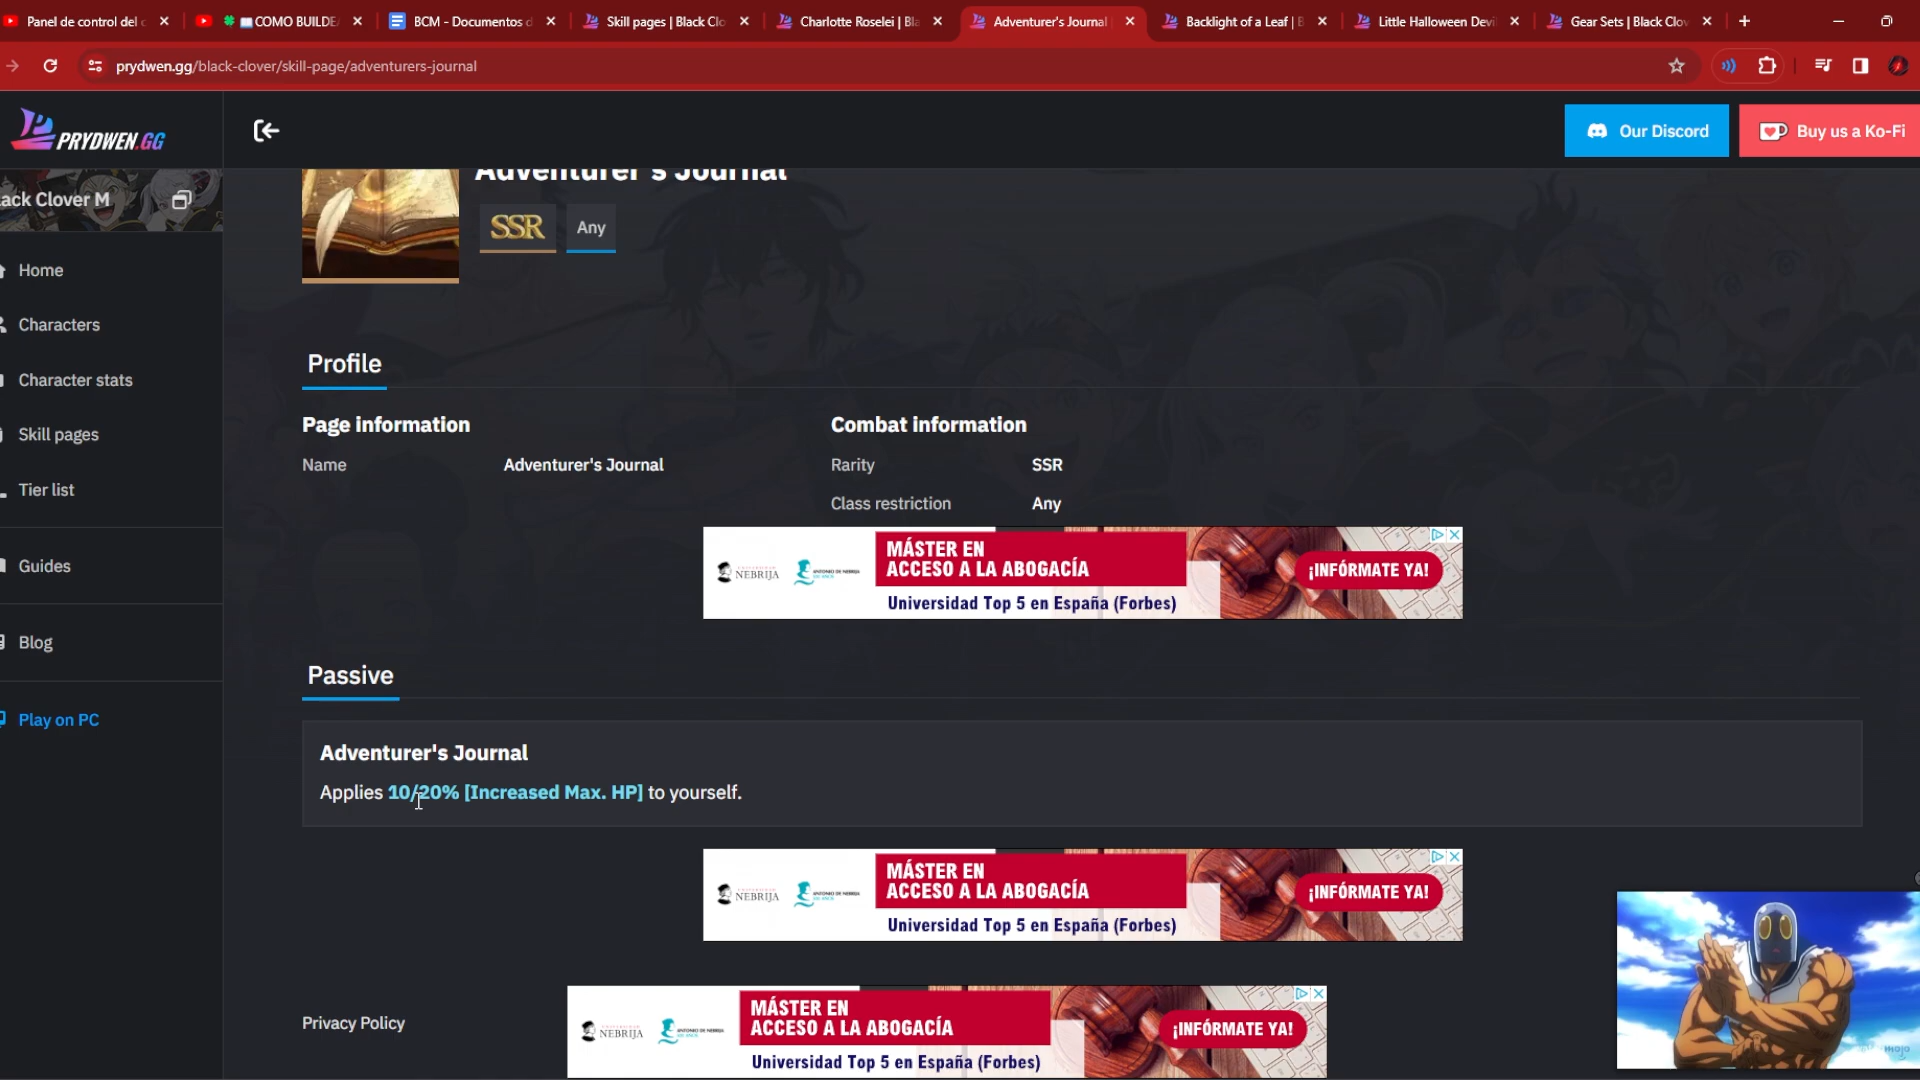 Panel de control del c
COMO BUILDEA
BCM - Documentos d
Skill pages | Black Clo
Charlotte Roselei | Bla
Adventurer's Journal
Backlight of a Leaf | B
Little Halloween Devil
Gear Sets | Black Clov
prydwen.gg/black-clover/skill-page/adventurers-journal
PRYDWEN.GG
Our Discord
Buy us a Ko-Fi
ack Clover M
Home
Characters
Character stats
Skill pages
Tier list
Guides
Blog
Play on PC
Adventurer's Journal
SSR
Any
Profile
Page information
Name Adventurer's Journal
Combat information
Rarity SSR
Class restriction Any
NEBRIJA
MÁSTER EN
ACCESO A LA ABOGACÍA
Universidad Top 5 en España (Forbes)
¡INFÓRMATE YA!
Passive
Adventurer's Journal
Applies 10/20% [Increased Max. HP] to yourself.
NEBRIJA
MÁSTER EN
ACCESO A LA ABOGACÍA
Universidad Top 5 en España (Forbes)
¡INFÓRMATE YA!
Privacy Policy
NEBRIJA
MÁSTER EN
ACCESO A LA ABOGACÍA
Universidad Top 5 en España (Forbes)
¡INFÓRMATE YA!